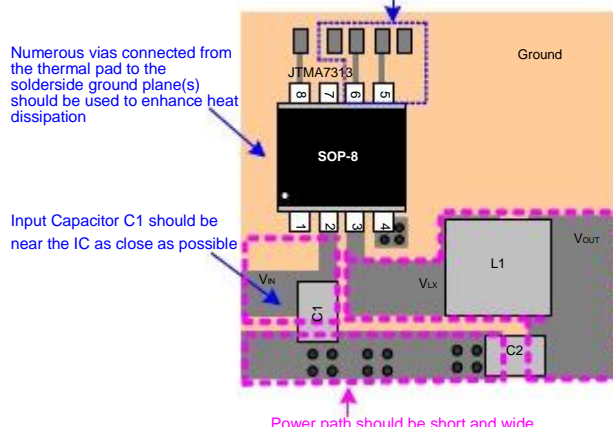 Numerous vias connected from
the thermal pad to the
solderside ground plane(s)
should be used to enhance heat
dissipation
Ground
JTMA7313
8 7 6 5
SOP-8
1 2 3 4
Input Capacitor C1 should be
near the IC as close as possible
VIN
C1
VLX
L1
VOUT
C2
Power path should be short and wide